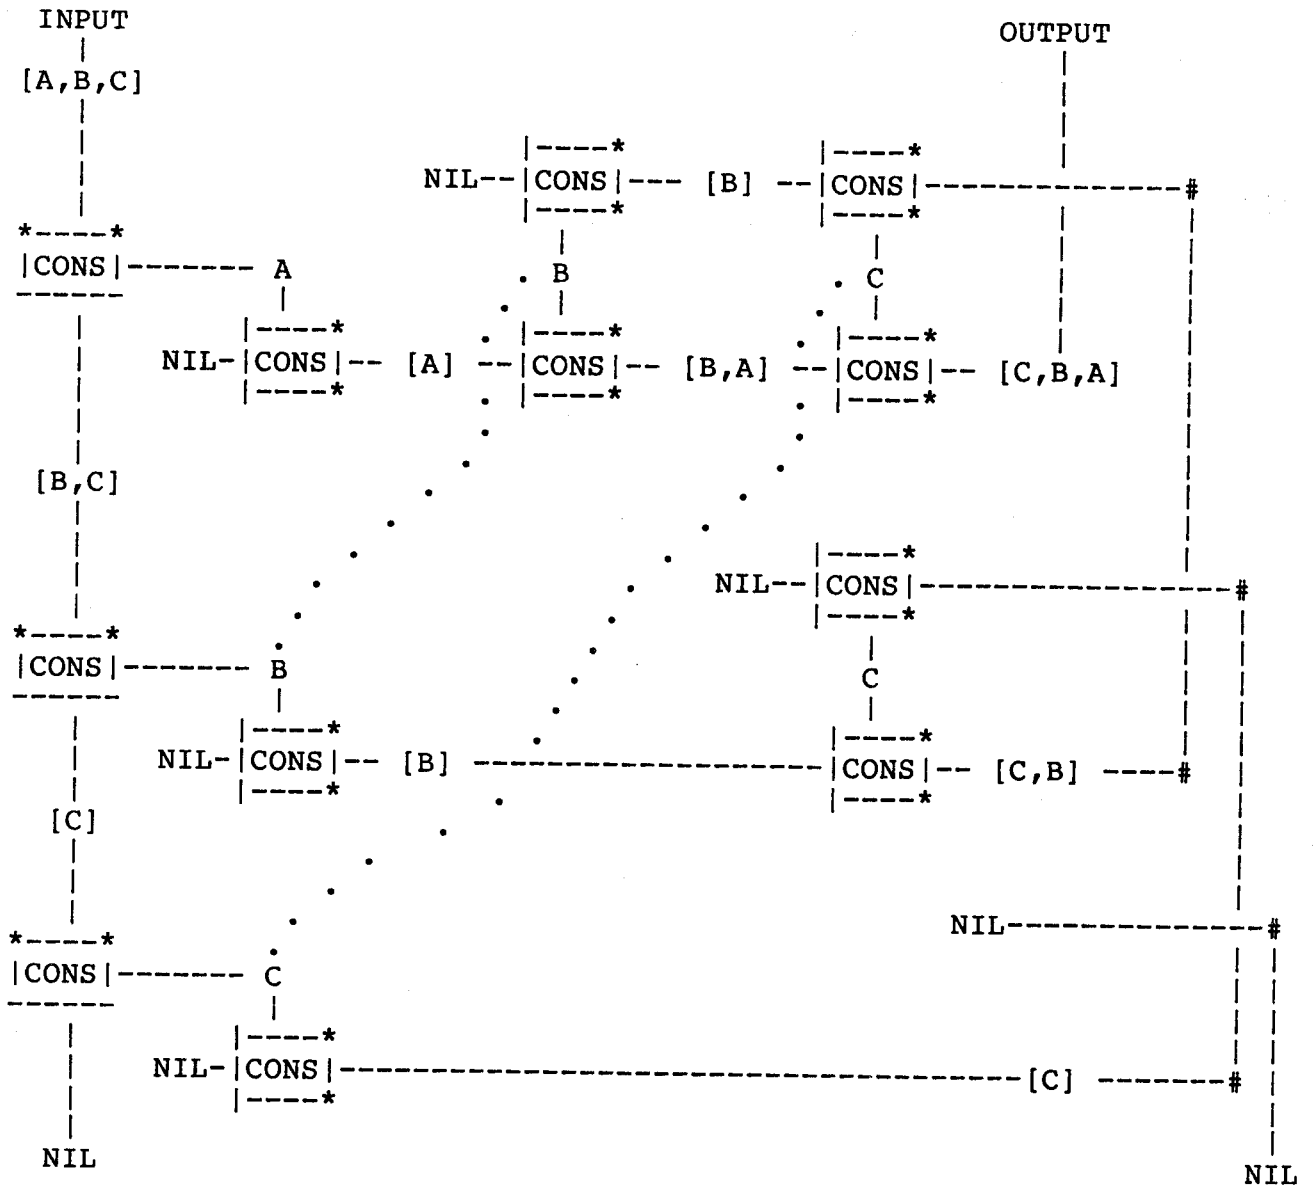 INPUT
OUTPUT
[A,B,C]
NIL--|CONS|--- [B] --|CONS|--------------#
|CONS|------- A
B
C
NIL-|CONS|-- [A] --|CONS|-- [B,A] --|CONS|-- [C,B,A]
[B,C]
NIL--|CONS|-----------------#
|CONS|------- B
C
NIL-|CONS|-- [B] -------------------|CONS|-- [C,B] ----#
[C]
NIL--------------#
|CONS|------- C
NIL-|CONS|-------------------------------------[C] ------#
NIL
NIL